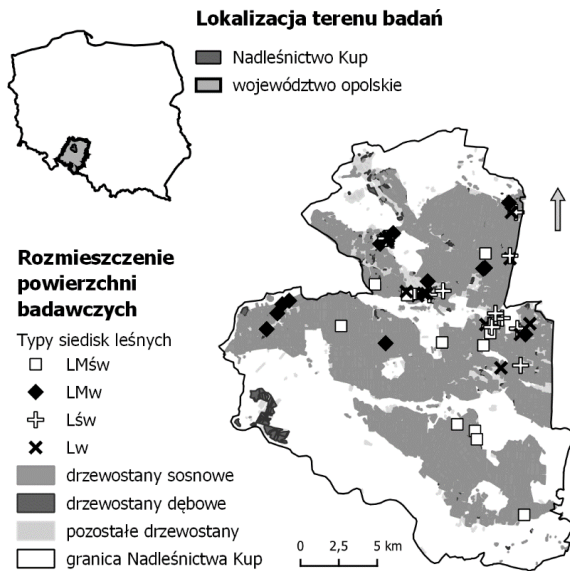 Lokalizacja terenu badań
Nadleśnictwo Kup
województwo opolskie
Rozmieszczenie
powierzchni
badawczych
Typy siedisk leśnych
LMśw
LMw
Lśw
Lw
drzewostany sosnowe
drzewostany dębowe
pozostałe drzewostany
granica Nadleśnictwa Kup
0 2,5 5 km